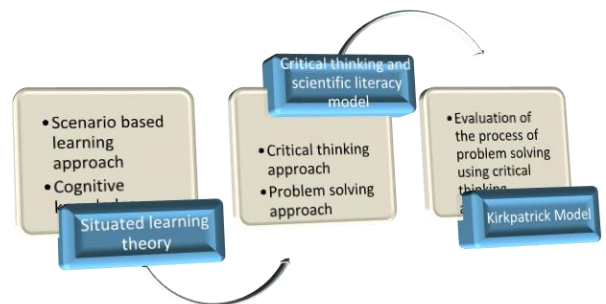 • Scenario based
learning
approach
• Cognitive
Situated learning
theory
Critical thinking and
scientific literacy
model
• Critical thinking
approach
• Problem solving
approach
• Evaluation of
the process of
problem solving
using critical
thinking
Kirkpatrick Model